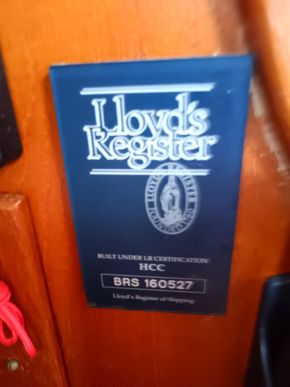 Lloyd's
Register
BUILT UNDER LR CERTIFICATION:
HCC
BRS 160527
Lloyd's Register of Shipping